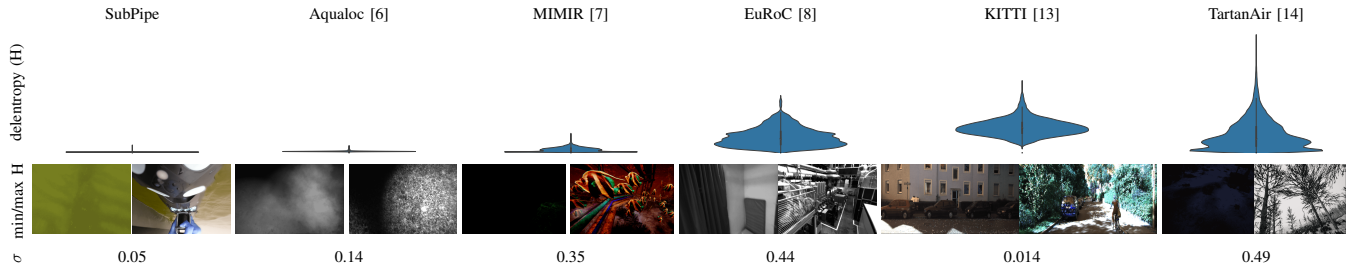 SubPipe Aqualoc [6] MIMIR [7] EuRoC [8] KITTI [13] TartanAir [14]
delentropy (H)
min/max H
σ 0.05 0.14 0.35 0.44 0.014 0.49